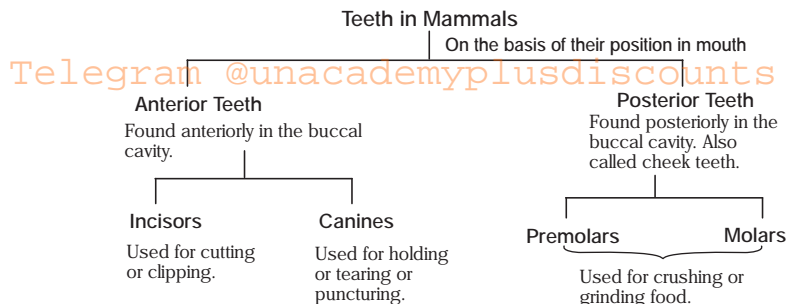 Teeth in Mammals
On the basis of their position in mouth
Telegram @unacademyplusdiscounts
Anterior Teeth
Found anteriorly in the buccal
cavity.
Posterior Teeth
Found posteriorly in the
buccal cavity. Also
called cheek teeth.
Incisors
Used for cutting
or clipping.
Canines
Used for holding
or tearing or
puncturing.
Premolars
Molars
Used for crushing or
grinding food.